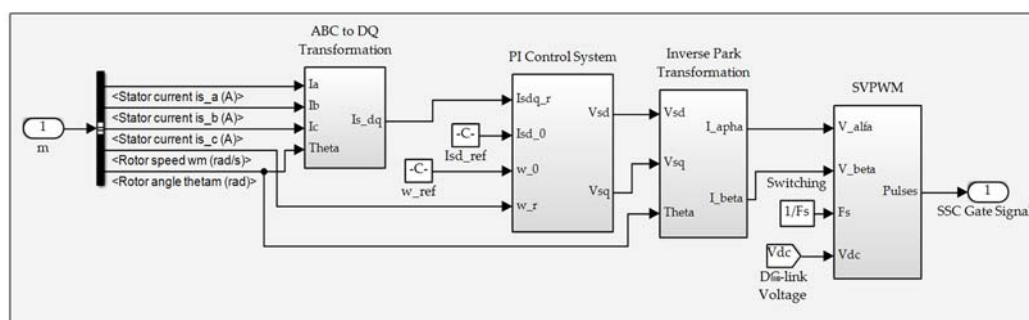 ABC to DQ
Transformation
PI Control System
Inverse Park
Transformation
SVPWM
1
m
<Stator current is_a (A)>
<Stator current is_b (A)>
<Stator current is_c (A)>
<Rotor speed wm (rad/s)>
<Rotor angle thetam (rad)>
Ia
Ib
Ic
Theta
Is_dq
-C-
Isd_ref
-C-
w_ref
Isdq_r
Isd_0
w_0
w_r
Vsd
Vsq
Vsd
Vsq
Theta
I_apha
I_beta
Switching
1/Fs
Vdc
-link
Voltage
V_alfa
V_beta
Fs
Vdc
Pulses
1
SSC Gate Signal